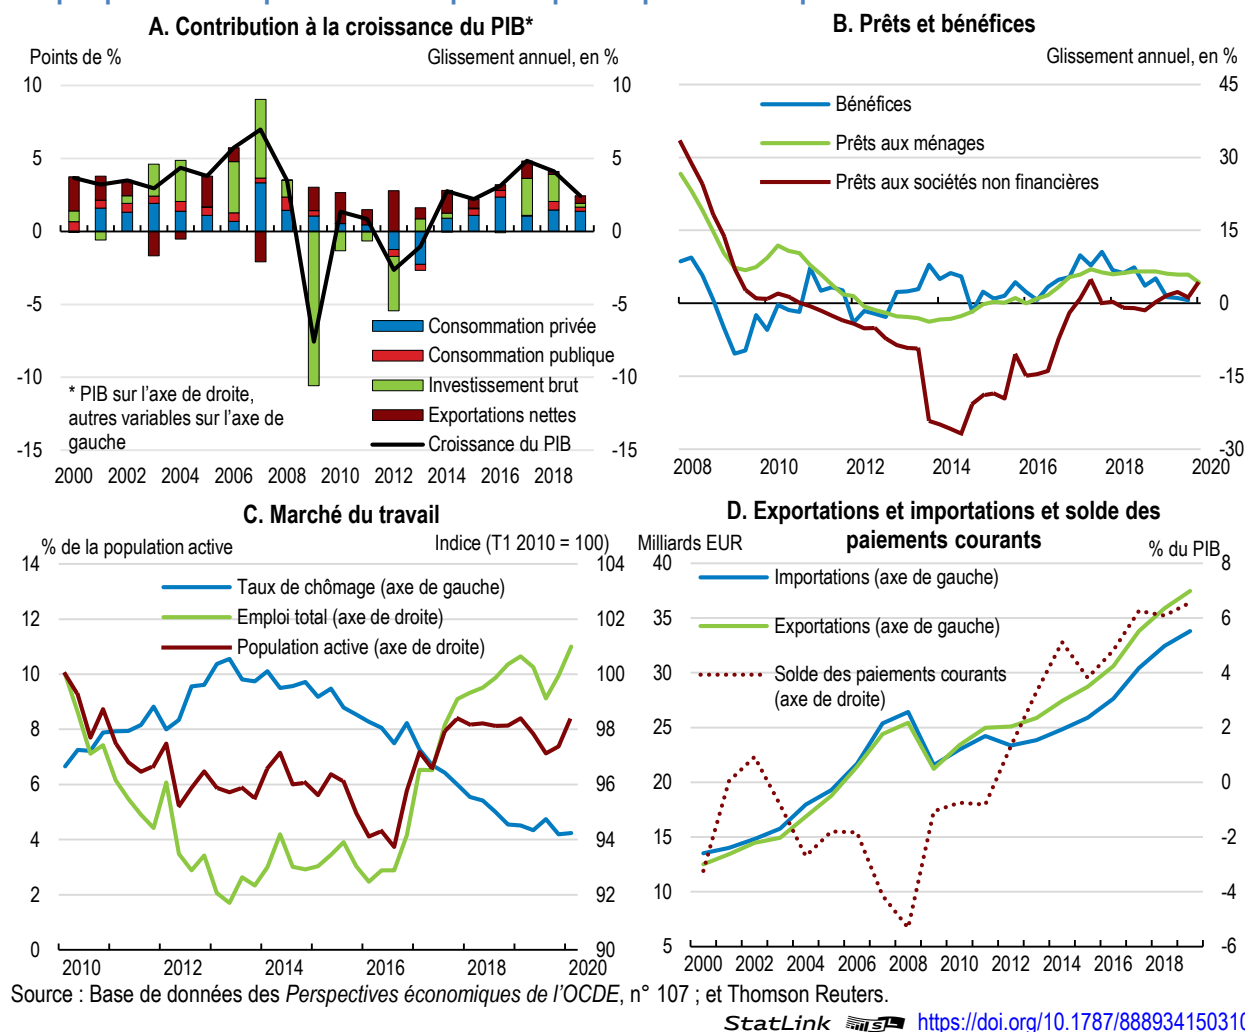 A. Contribution à la croissance du PIB*
Points de %
Glissement annuel, en %
10
5
0
-5
-10
-15
10
5
0
-5
-10
-15
Consommation privée
Consommation publique
Investissement brut
Exportations nettes
Croissance du PIB
* PIB sur l'axe de droite,
autres variables sur l'axe de
gauche
2000 2002 2004 2006 2008 2010 2012 2014 2016 2018
B. Prêts et bénéfices
Glissement annuel, en %
45
30
15
0
-15
-30
Bénéfices
Prêts aux ménages
Prêts aux sociétés non financières
2008 2010 2012 2014 2016 2018 2020
C. Marché du travail
% de la population active
Indice (T1 2010 = 100)
14
12
10
8
6
4
2
0
104
102
100
98
96
94
92
90
Taux de chômage (axe de gauche)
Emploi total (axe de droite)
Population active (axe de droite)
2010 2012 2014 2016 2018 2020
D. Exportations et importations et solde des
paiements courants
Milliards EUR
% du PIB
40
35
30
25
20
15
10
5
8
6
4
2
0
-2
-4
-6
Importations (axe de gauche)
Exportations (axe de gauche)
Solde des paiements courants
(axe de droite)
2000 2002 2004 2006 2008 2010 2012 2014 2016 2018
Source : Base de données des Perspectives économiques de l'OCDE, n° 107 ; et Thomson Reuters.
StatLink https://doi.org/10.1787/888934150310